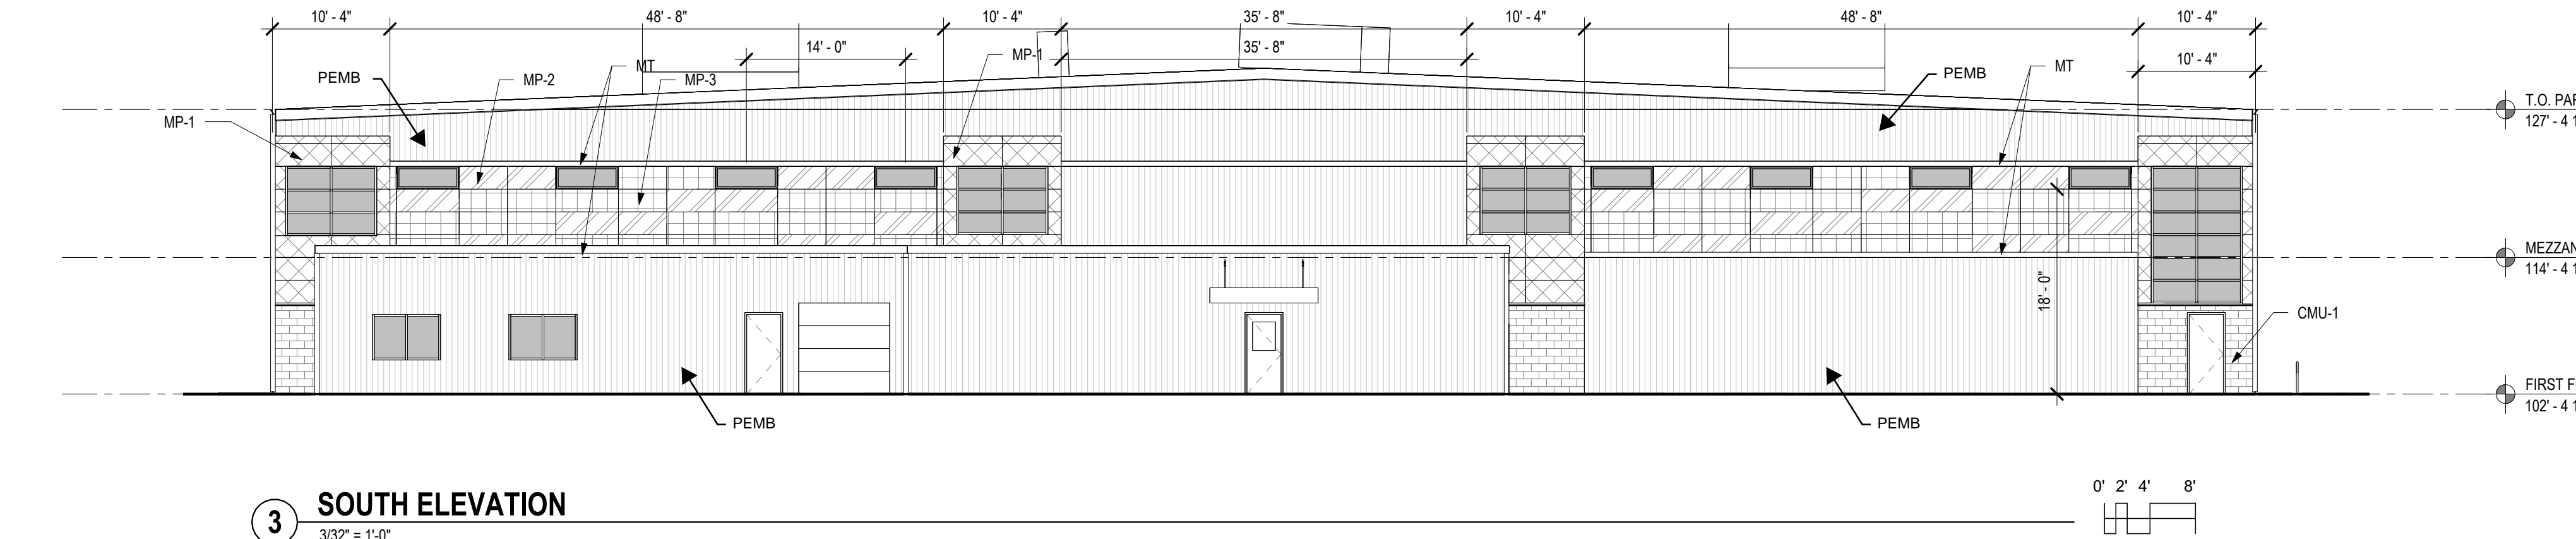 10' - 4" 48' - 8" 10' - 4" 35' - 8" 10' - 4" 48' - 8" 10' - 4"
14' - 0" 35' - 8" 10' - 4"
MP-1
PEMB MP-2 MT MP-3 PEMB MT
MP-1
T.O.
127' - 4
114' - 4
18' - 0"
CMU-1
FIRST
102' - 4
PEMB PEMB
3 SOUTH ELEVATION
3/32" = 1'-0"
0' 2' 4' 8'